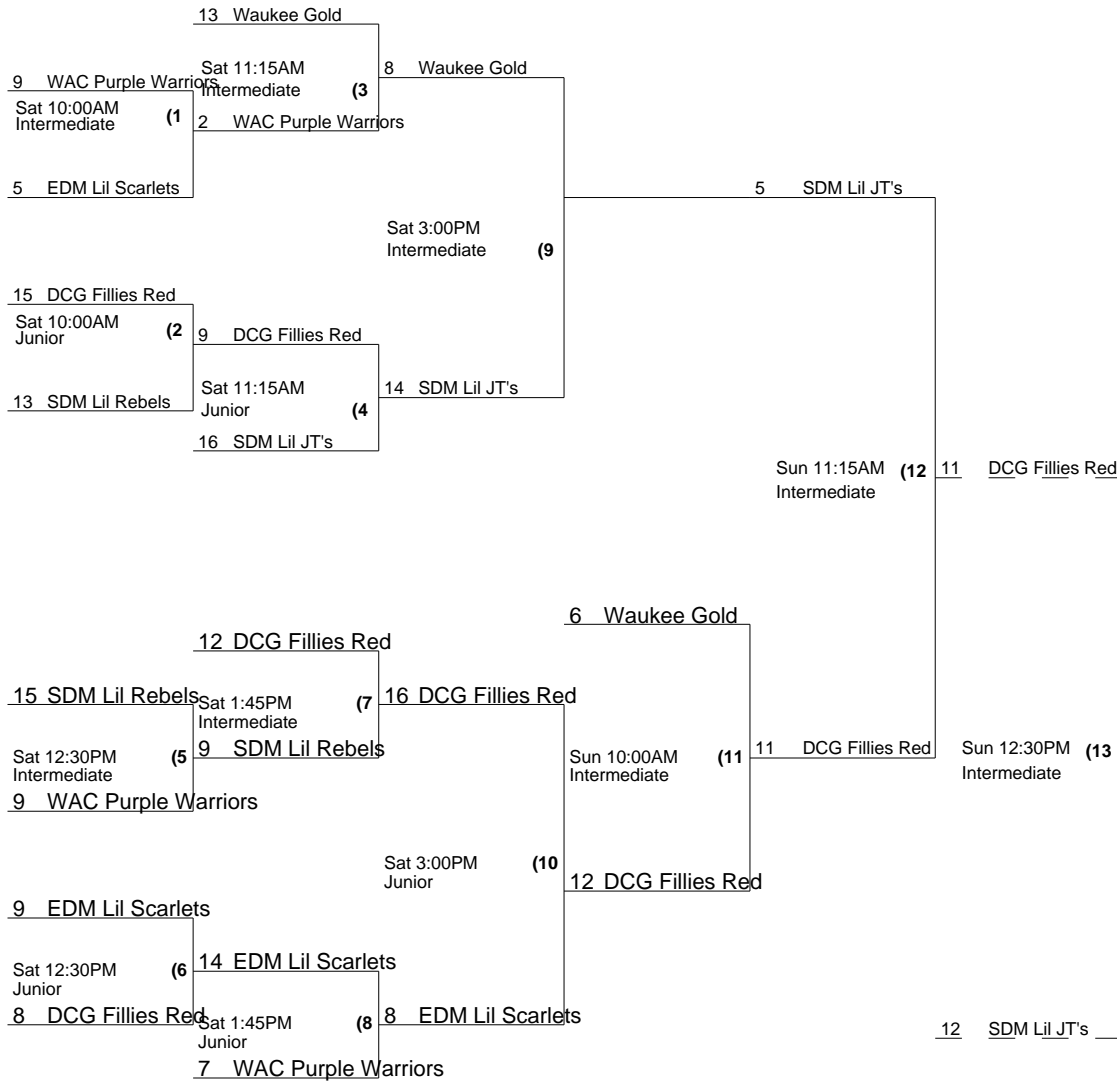 13 Waukee Gold
Sat 11:15AM
Intermediate (3
8 Waukee Gold
9 WAC Purple Warriors
Sat 10:00AM
Intermediate (1
2 WAC Purple Warriors
5 EDM Lil Scarlets
5 SDM Lil JT's
Sat 3:00PM
Intermediate (9
15 DCG Fillies Red
Sat 10:00AM
Junior (2
9 DCG Fillies Red
13 SDM Lil Rebels
Sat 11:15AM
Junior (4
14 SDM Lil JT's
16 SDM Lil JT's
Sun 11:15AM (12
Intermediate
11 DCG Fillies Red
6 Waukee Gold
12 DCG Fillies Red
15 SDM Lil Rebels
Sat 1:45PM (7
Intermediate
16 DCG Fillies Red
Sat 12:30PM (5
Intermediate
9 SDM Lil Rebels
9 WAC Purple Warriors
Sun 10:00AM (11
Intermediate
11 DCG Fillies Red
Sun 12:30PM (13
Intermediate
Sat 3:00PM (10
Junior
12 DCG Fillies Red
9 EDM Lil Scarlets
Sat 12:30PM (6
Junior
14 EDM Lil Scarlets
8 DCG Fillies Red
Sat 1:45PM (8
Junior
8 EDM Lil Scarlets
7 WAC Purple Warriors
12 SDM Lil JT's